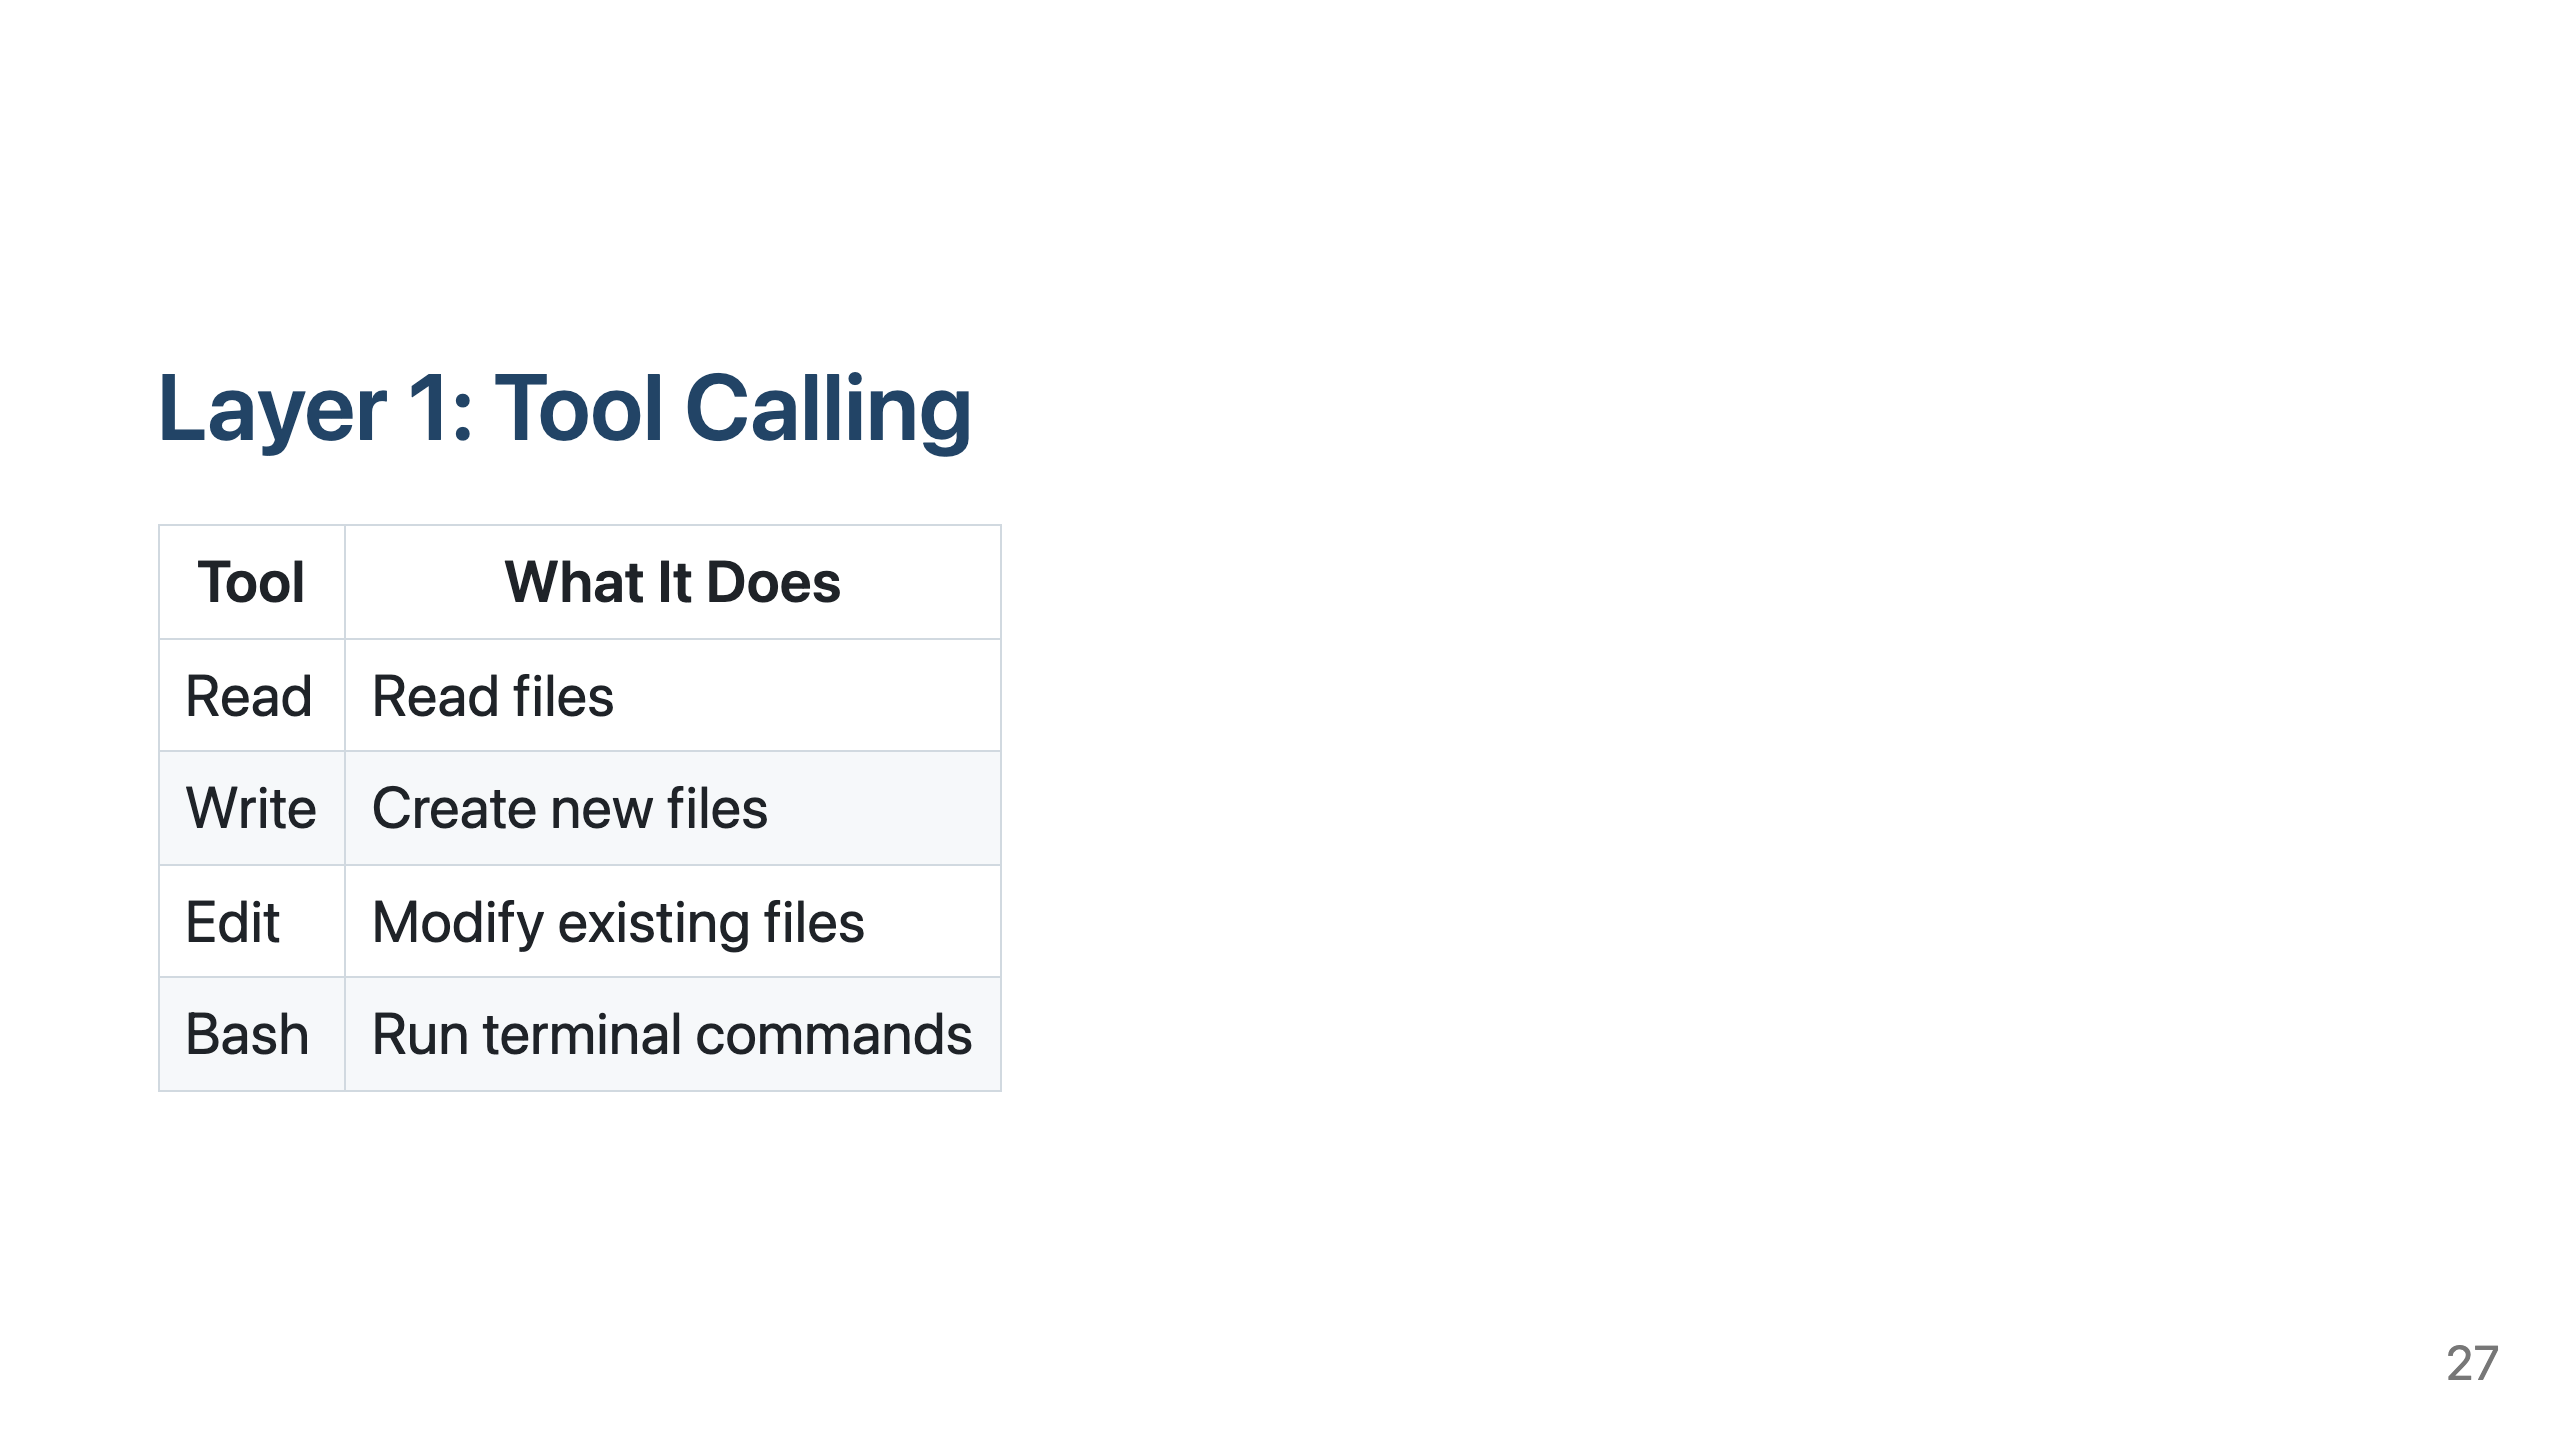 Layer 1: Tool Calling
Tool What It Does
Read Read files
Write Create new files
Edit Modify existing files
Bash Run terminal commands
27